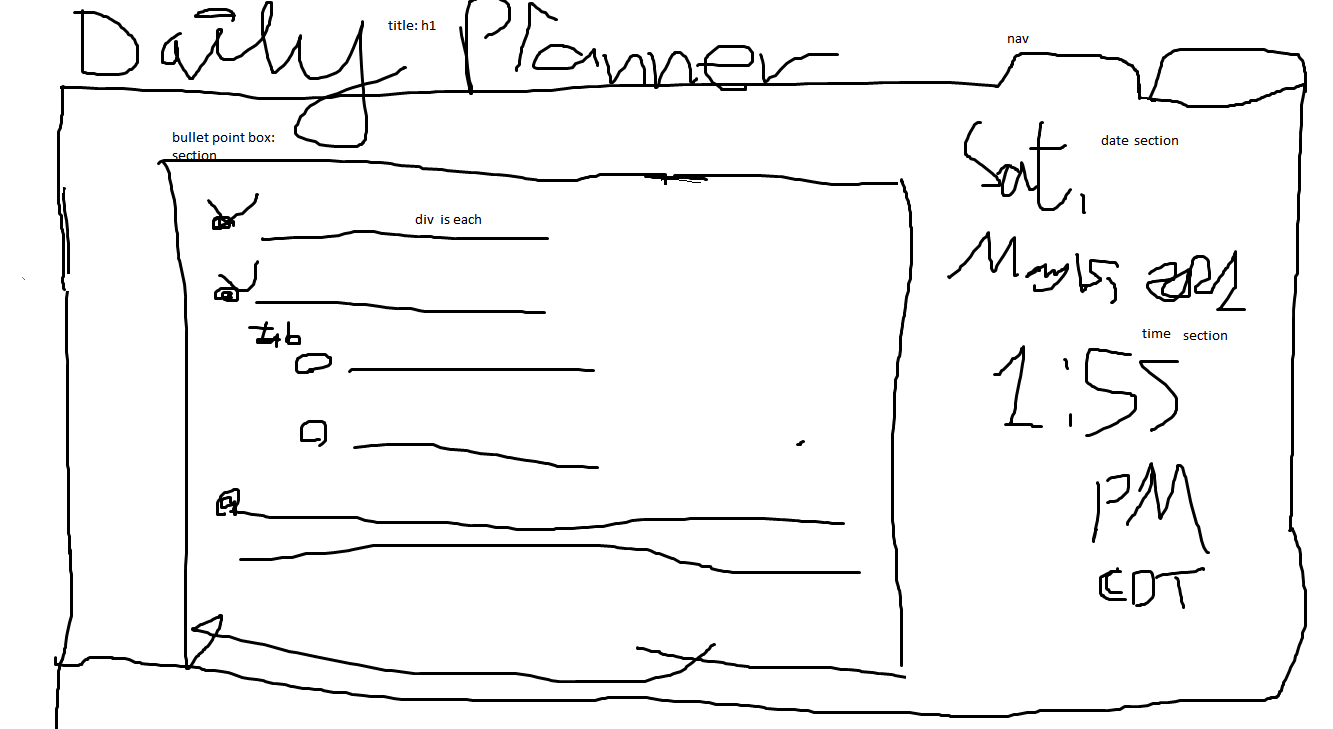 Daily Planner
title: h1
nav
bullet point box:
section
date section
Sat,
div is each
May 15, 2021
time section
1:55
PM
CDT